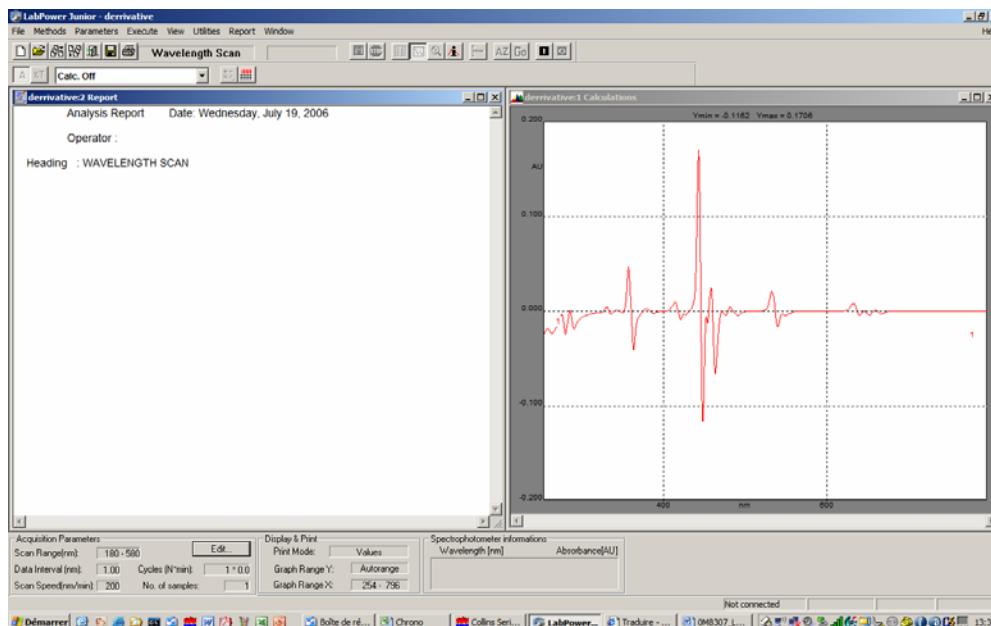 LabPower Junior - derrivative
File Methods Parameters Execute View Utilities Report Window
Wavelength Scan
AZ Go
Calc. Off
derrivative:2 Report
Analysis Report Date: Wednesday, July 19, 2006
Operator :
Heading : WAVELENGTH SCAN
derrivative:1 Calculations
Ymin = -0.1162 Ymax = 0.1706
0.200
AU
0.100
0.000
-0.100
-0.200
400 nm 600
1
1
Acquisition Parameters
Scan Range(nm): 180 - 580 Edit...
Data Interval (nm): 1.00 Cycles (N*min): 1 * 0.0
Scan Speed(nm/min): 200 No. of samples: 1
Display & Print
Print Mode: Values
Graph Range Y: Autorange
Graph Range X: 254 - 796
Spectrophotometer informations
Wavelength [nm] Absorbance[AU]
Not connected
Démarrer Boîte de ré... Chrono Collins Seri... LabPower... Traduire - ... 0M8307_L...